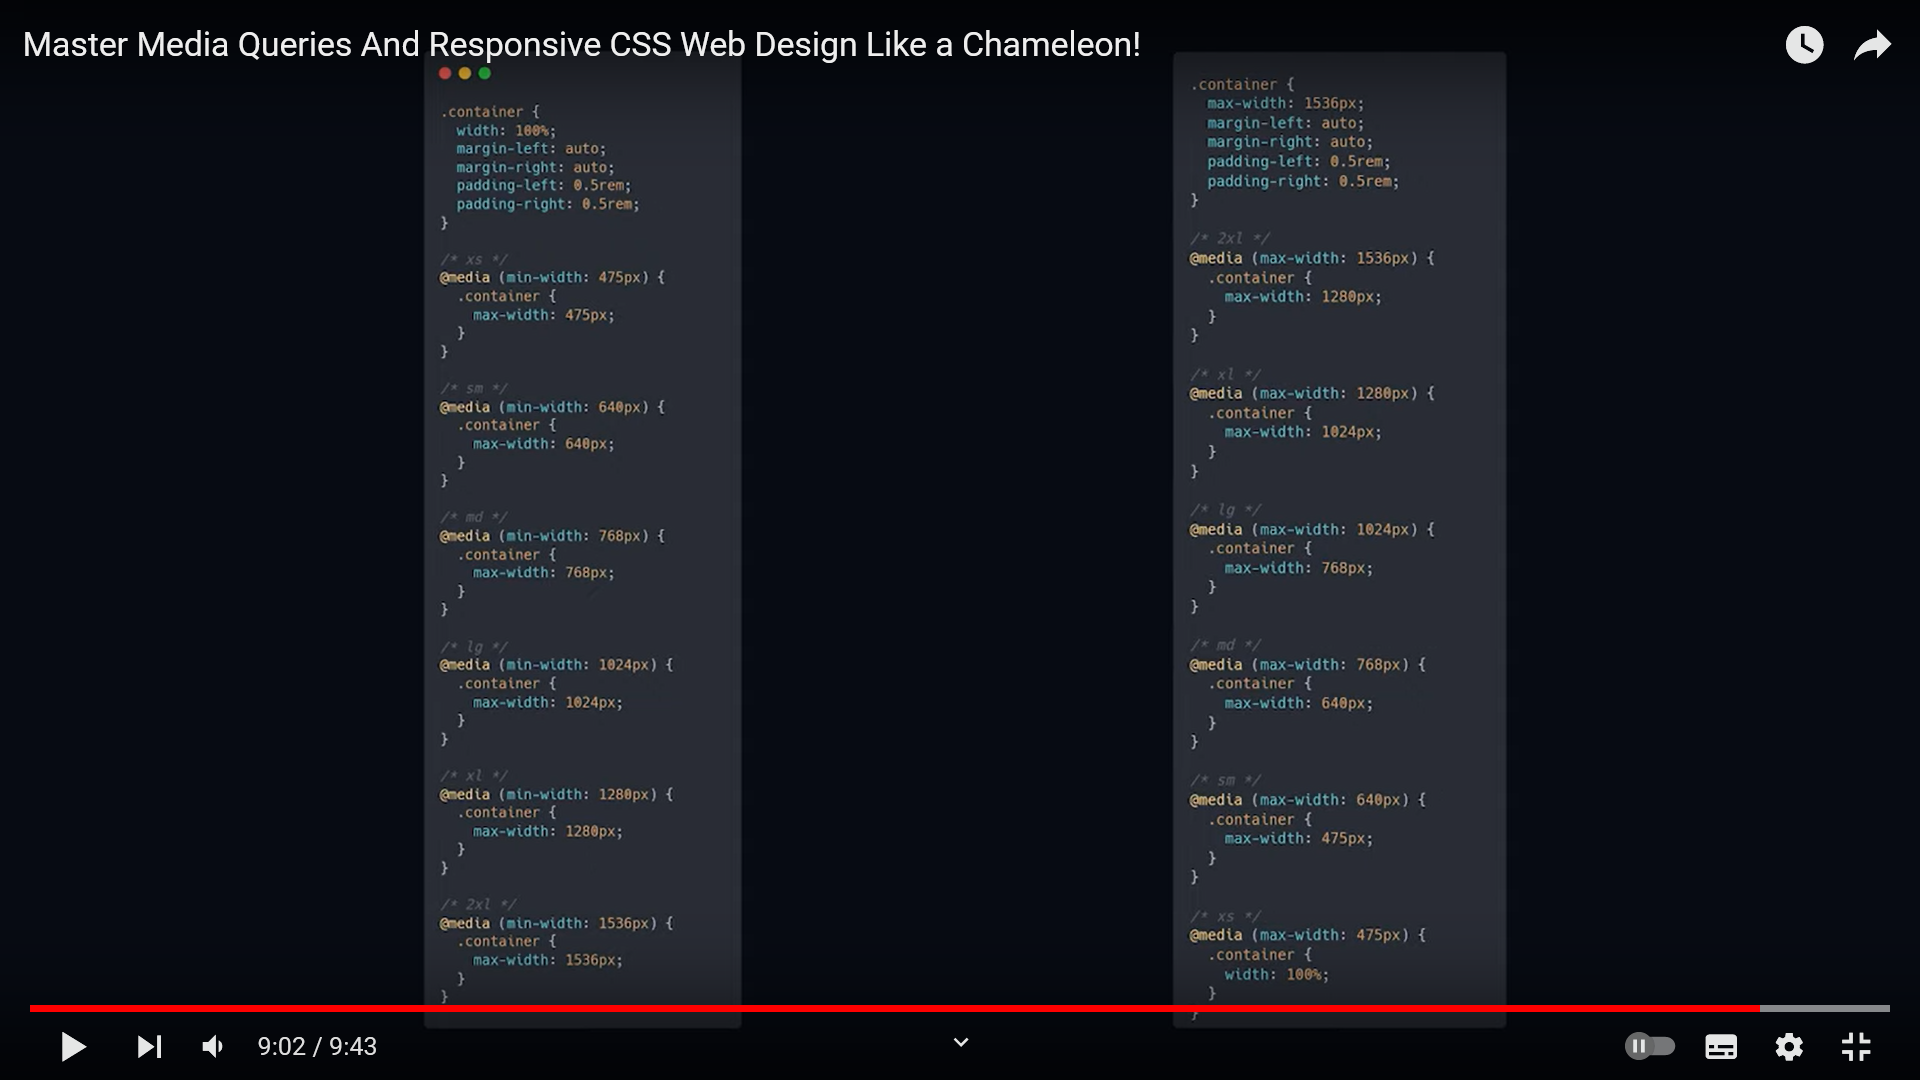 Master Media Queries And Responsive CSS Web Design Like a Chameleon!
.container {
  width: 100%;
  margin-left: auto;
  margin-right: auto;
  padding-left: 0.5rem;
  padding-right: 0.5rem;
}
/* xs */
@media (min-width: 475px) {
  .container {
    max-width: 475px;
  }
}
/* sm */
@media (min-width: 640px) {
  .container {
    max-width: 640px;
  }
}
/* md */
@media (min-width: 768px) {
  .container {
    max-width: 768px;
  }
}
/* lg */
@media (min-width: 1024px) {
  .container {
    max-width: 1024px;
  }
}
/* xl */
@media (min-width: 1280px) {
  .container {
    max-width: 1280px;
  }
}
/* 2xl */
@media (min-width: 1536px) {
  .container {
    max-width: 1536px;
  }
}
.container {
  max-width: 1536px;
  margin-left: auto;
  margin-right: auto;
  padding-left: 0.5rem;
  padding-right: 0.5rem;
}
/* 2xl */
@media (max-width: 1536px) {
  .container {
    max-width: 1280px;
  }
}
/* xl */
@media (max-width: 1280px) {
  .container {
    max-width: 1024px;
  }
}
/* lg */
@media (max-width: 1024px) {
  .container {
    max-width: 768px;
  }
}
/* md */
@media (max-width: 768px) {
  .container {
    max-width: 640px;
  }
}
/* sm */
@media (max-width: 640px) {
  .container {
    max-width: 475px;
  }
}
/* xs */
@media (max-width: 475px) {
  .container {
    width: 100%;
  }
}
9:02 / 9:43